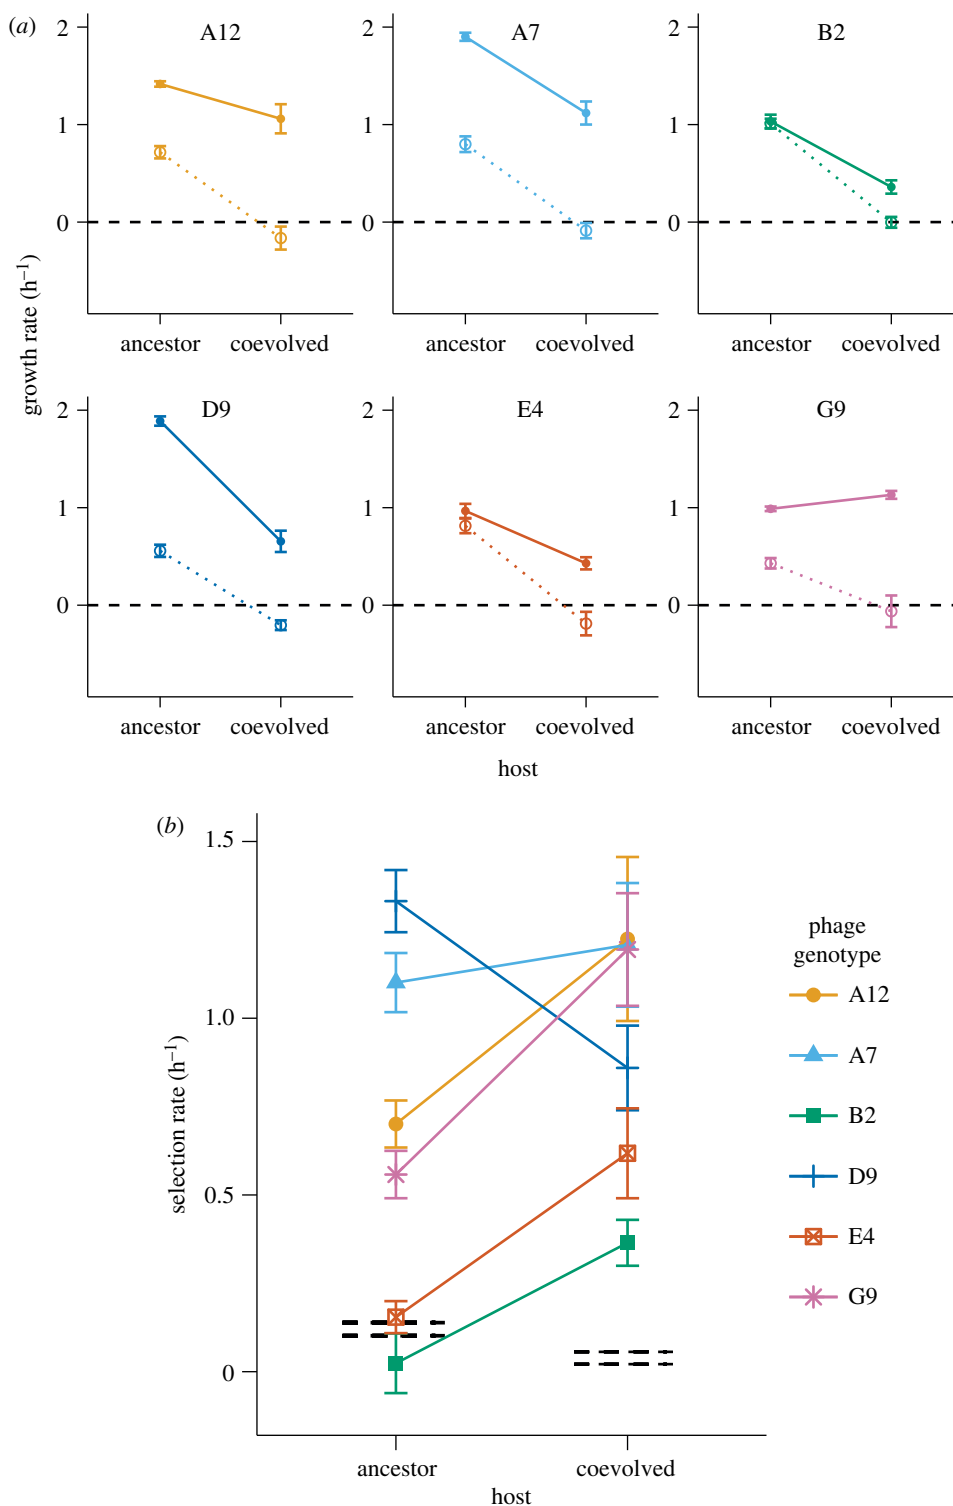 (a)
A12
A7
B2
2
1
0
2
1
0
2
1
0
ancestor coevolved
ancestor coevolved
ancestor coevolved
growth rate (h⁻¹)
D9
E4
G9
2
1
0
2
1
0
2
1
0
ancestor coevolved
ancestor coevolved
ancestor coevolved
host
(b)
1.5
1.0
0.5
0
selection rate (h⁻¹)
ancestor
coevolved
host
phage
genotype
A12
A7
B2
D9
E4
G9